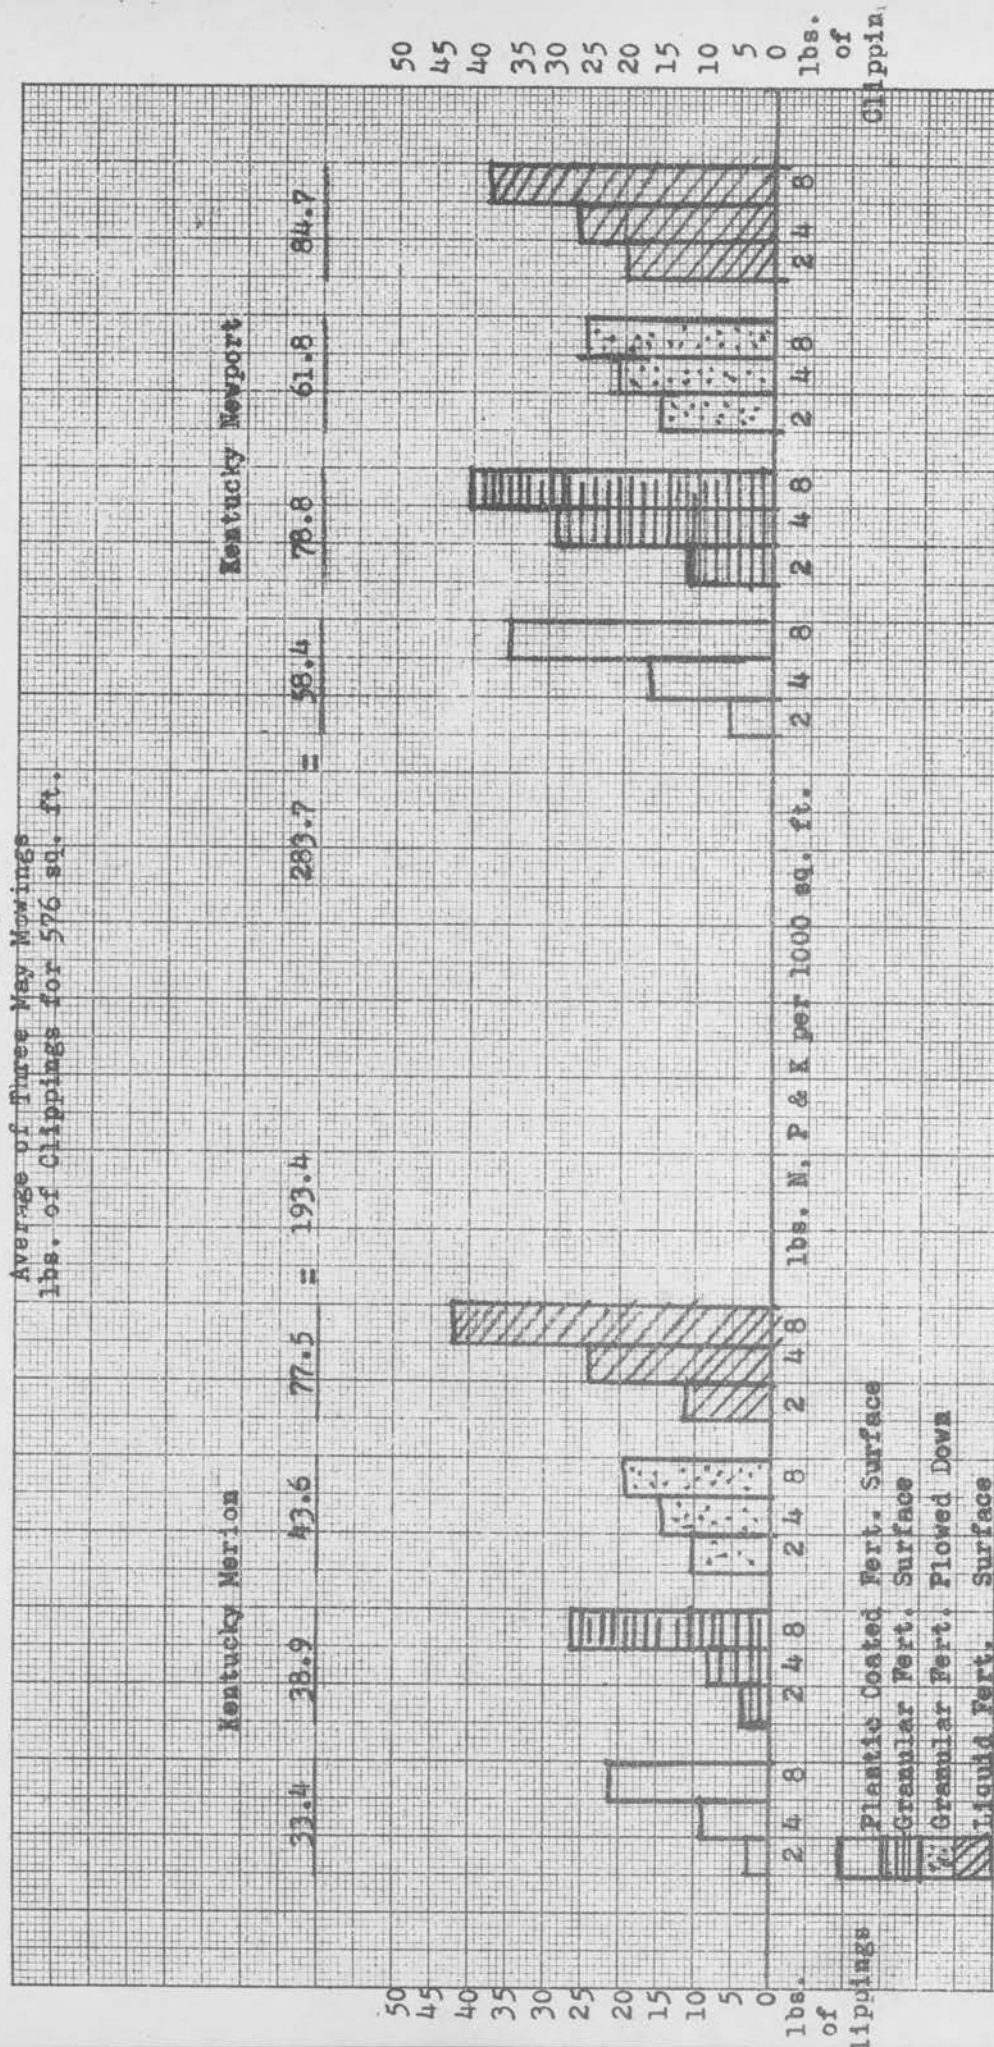 Average of Three May Mowings
lbs. of Clippings for 576 sq. ft.
Kentucky Merion
Kentucky Newport
33.4 38.9 43.6 77.5 = 193.4
283.7 = 58.4 78.8 61.8 84.7
50
45
40
35
30
25
20
15
10
5
0
lbs.
of
lippings
50
45
40
35
30
25
20
15
10
5
0
lbs.
of
Clippin
2 4 8 2 4 8 2 4 8 2 4 8 lbs. N, P & K per 1000 sq. ft. 2 4 8 2 4 8 2 4 8 2 4 8
Plastic Coated Fert. Surface
Granular Fert. Surface
Granular Fert. Plowed Down
Liquid Fert. Surface